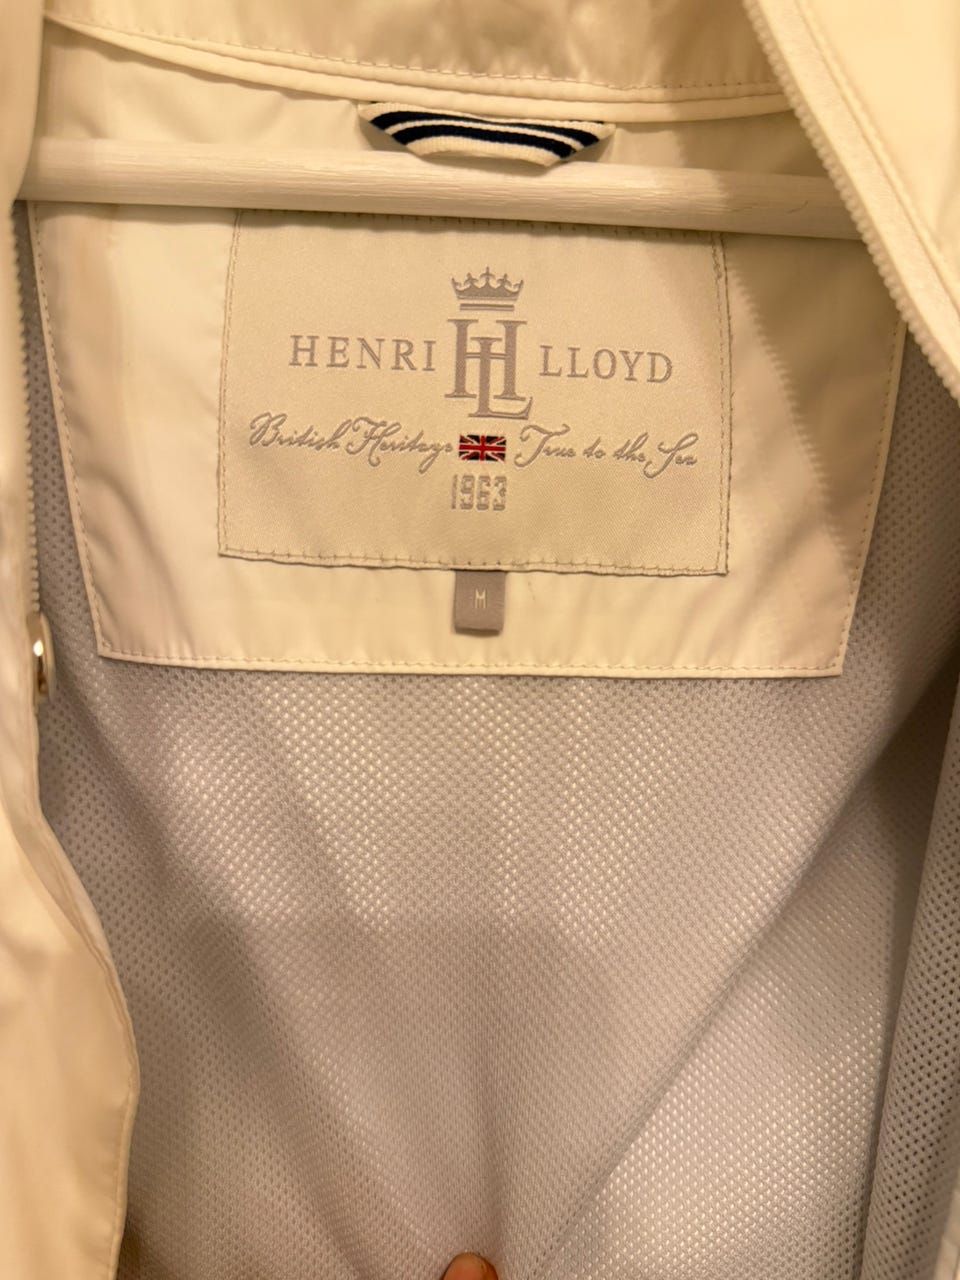 HENRI HL LLOYD
British Heritage True to the Sea
1963
M